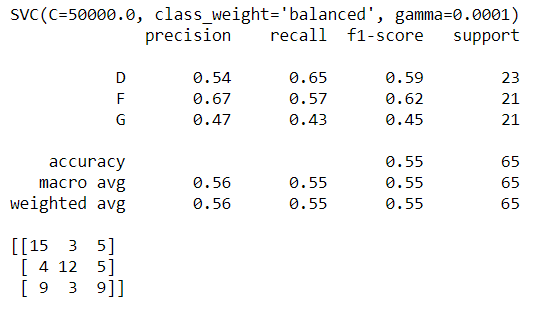 SVC(C=50000.0, class_weight='balanced', gamma=0.0001)
precision recall f1-score support
D 0.54 0.65 0.59 23
F 0.67 0.57 0.62 21
G 0.47 0.43 0.45 21
accuracy 0.55 65
macro avg 0.56 0.55 0.55 65
weighted avg 0.56 0.55 0.55 65
[[15 3 5]
[ 4 12 5]
[ 9 3 9]]